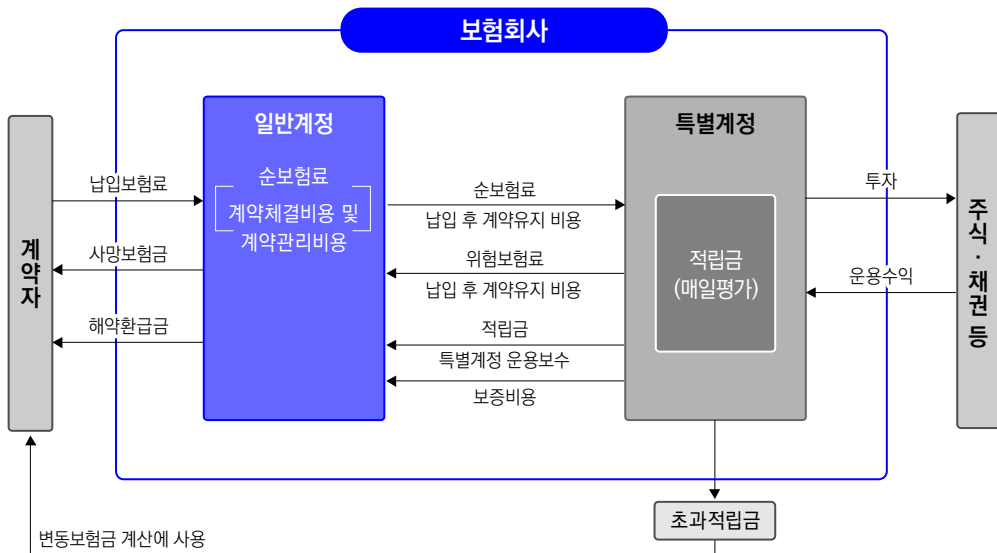 보험회사
계약자
납입보험료
사망보험금
해약환급금
일반계정
순보험료
계약체결비용 및
계약관리비용
순보험료
납입 후 계약유지 비용
위험보험료
납입 후 계약유지 비용
적립금
특별계정 운용보수
보증비용
특별계정
적립금
(매일평가)
투자
운용수익
주식 · 채권 등
초과적립금
변동보험금 계산에 사용